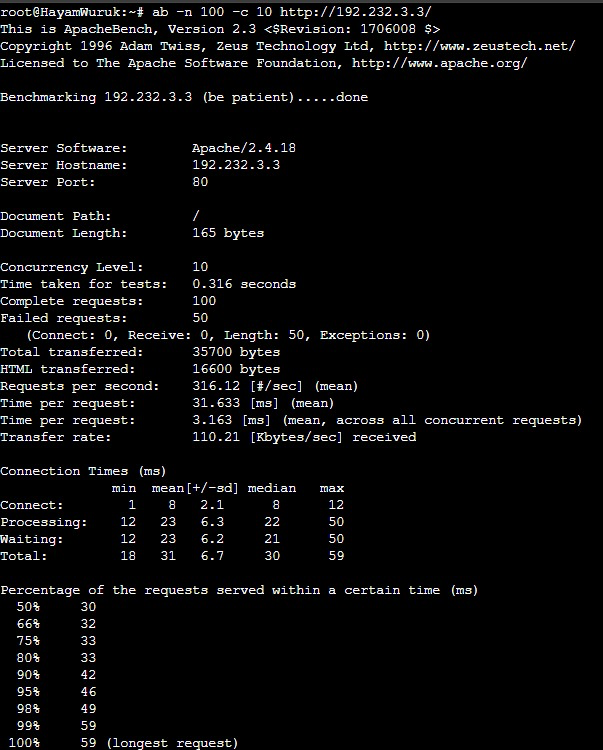 root@HayamWuruk:~# ab -n 100 -c 10 http://192.232.3.3/
This is ApacheBench, Version 2.3 <$Revision: 1706008 $>
Copyright 1996 Adam Twiss, Zeus Technology Ltd, http://www.zeustech.net/
Licensed to The Apache Software Foundation, http://www.apache.org/

Benchmarking 192.232.3.3 (be patient).....done


Server Software:        Apache/2.4.18
Server Hostname:        192.232.3.3
Server Port:            80

Document Path:          /
Document Length:        165 bytes

Concurrency Level:      10
Time taken for tests:   0.316 seconds
Complete requests:      100
Failed requests:        50
   (Connect: 0, Receive: 0, Length: 50, Exceptions: 0)
Total transferred:      35700 bytes
HTML transferred:       16600 bytes
Requests per second:    316.12 [#/sec] (mean)
Time per request:       31.633 [ms] (mean)
Time per request:       3.163 [ms] (mean, across all concurrent requests)
Transfer rate:          110.21 [Kbytes/sec] received

Connection Times (ms)
              min  mean[+/-sd] median   max
Connect:        1    8   2.1      8      12
Processing:    12   23   6.3     22      50
Waiting:       12   23   6.2     21      50
Total:         18   31   6.7     30      59

Percentage of the requests served within a certain time (ms)
  50%     30
  66%     32
  75%     33
  80%     33
  90%     42
  95%     46
  98%     49
  99%     59
 100%     59 (longest request)